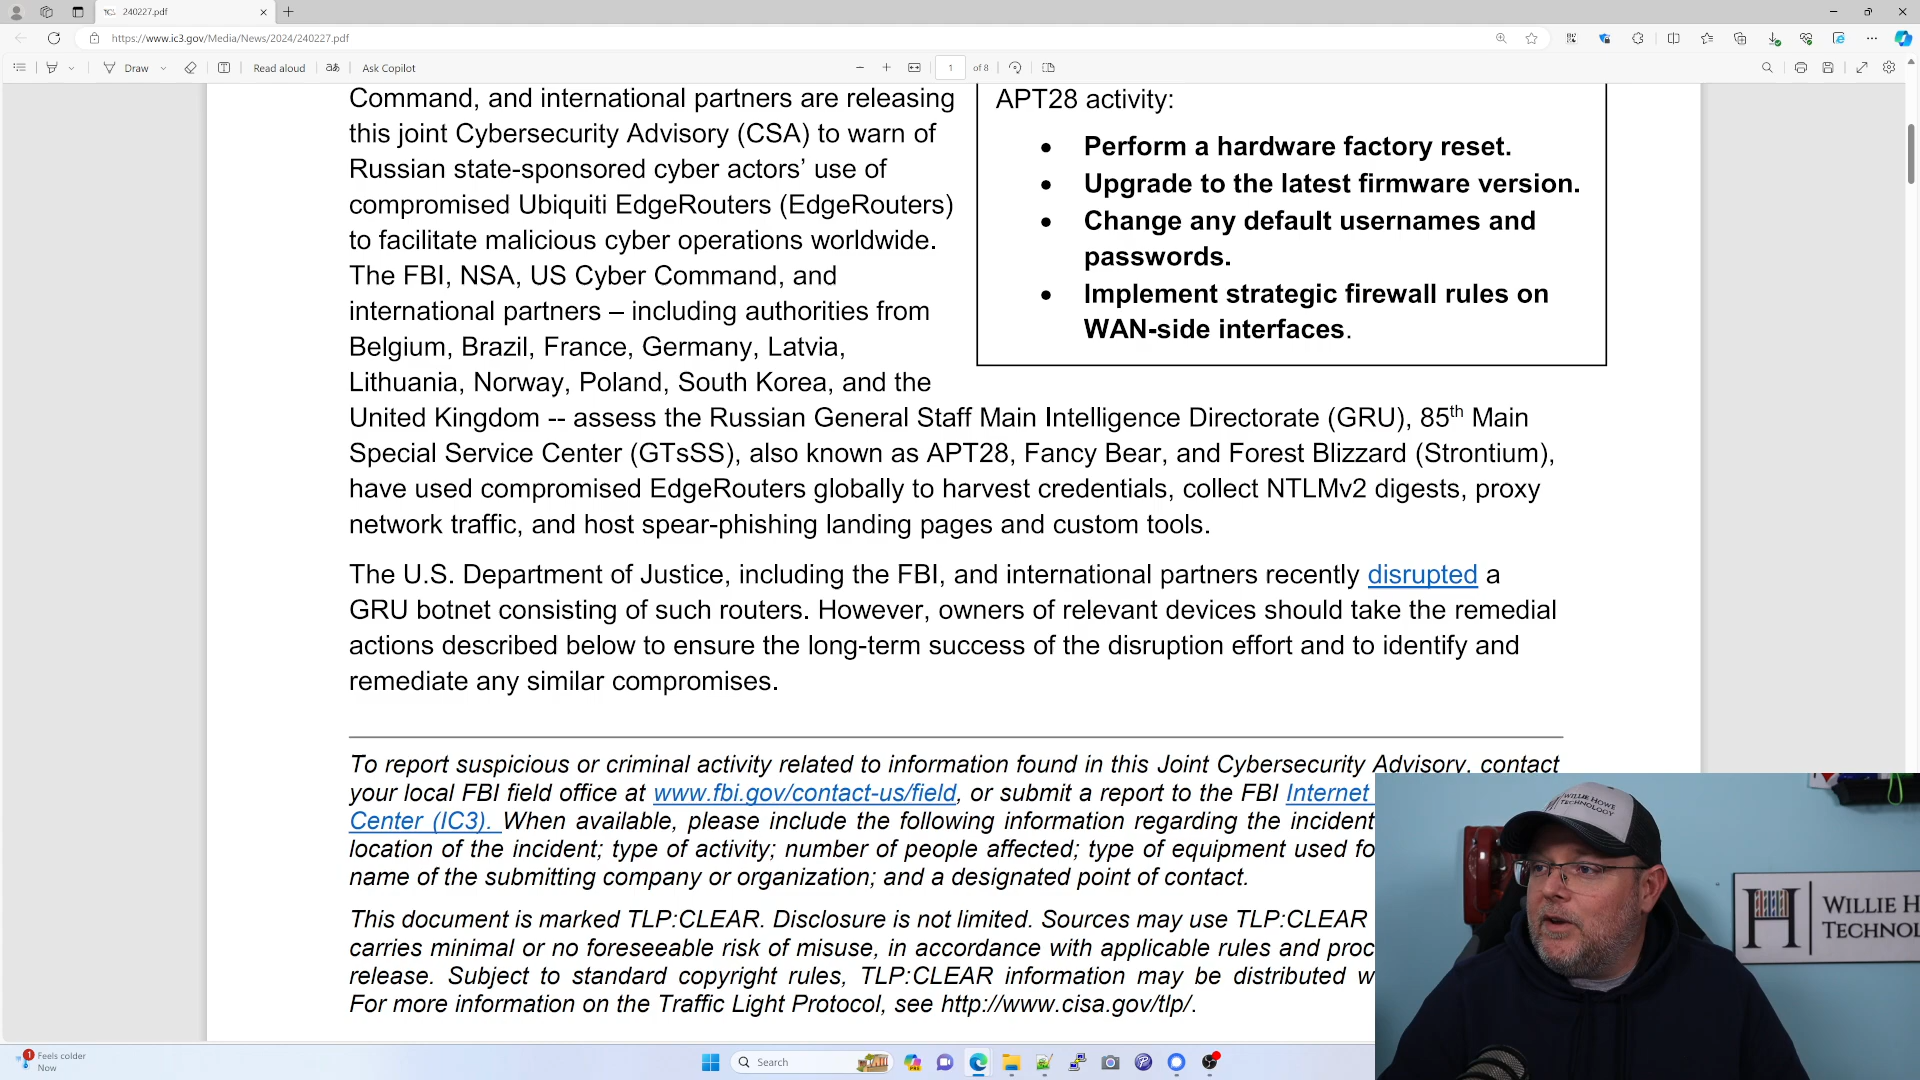 240227.pdf
https://www.ic3.gov/Media/News/2024/240227.pdf
Draw
Read aloud
Ask Copilot
1 of 8
Command, and international partners are releasing
this joint Cybersecurity Advisory (CSA) to warn of
Russian state-sponsored cyber actors’ use of
compromised Ubiquiti EdgeRouters (EdgeRouters)
to facilitate malicious cyber operations worldwide.
The FBI, NSA, US Cyber Command, and
international partners – including authorities from
Belgium, Brazil, France, Germany, Latvia,
Lithuania, Norway, Poland, South Korea, and the
United Kingdom -- assess the Russian General Staff Main Intelligence Directorate (GRU), 85th Main
Special Service Center (GTsSS), also known as APT28, Fancy Bear, and Forest Blizzard (Strontium),
have used compromised EdgeRouters globally to harvest credentials, collect NTLMv2 digests, proxy
network traffic, and host spear-phishing landing pages and custom tools.
APT28 activity:
• Perform a hardware factory reset.
• Upgrade to the latest firmware version.
• Change any default usernames and
passwords.
• Implement strategic firewall rules on
WAN-side interfaces.
The U.S. Department of Justice, including the FBI, and international partners recently disrupted a
GRU botnet consisting of such routers. However, owners of relevant devices should take the remedial
actions described below to ensure the long-term success of the disruption effort and to identify and
remediate any similar compromises.
To report suspicious or criminal activity related to information found in this Joint Cybersecurity Advisory, contact
your local FBI field office at www.fbi.gov/contact-us/field, or submit a report to the FBI Internet
Center (IC3). When available, please include the following information regarding the incident
location of the incident; type of activity; number of people affected; type of equipment used fo
name of the submitting company or organization; and a designated point of contact.
This document is marked TLP:CLEAR. Disclosure is not limited. Sources may use TLP:CLEAR
carries minimal or no foreseeable risk of misuse, in accordance with applicable rules and proc
release. Subject to standard copyright rules, TLP:CLEAR information may be distributed w
For more information on the Traffic Light Protocol, see http://www.cisa.gov/tlp/.
WILLIE HOWE
TECHNOLOGY
WILLIE H
TECHNOL
1
Feels colder
Now
Search